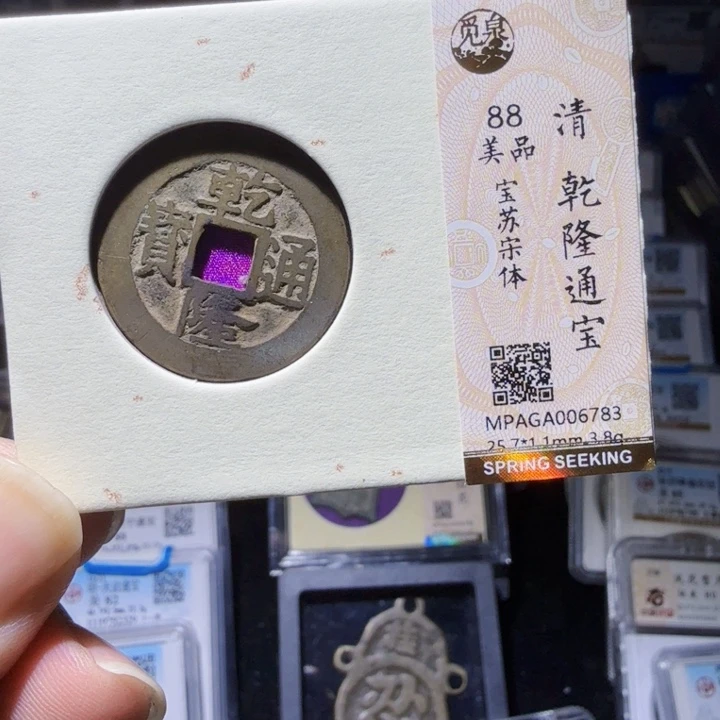 乾隆通寳
觅泉
清 乾隆通宝
88
美品
宝苏宋体
MPAGA006783
25.7*1.1mm 3.8g
SPRING SEEKING